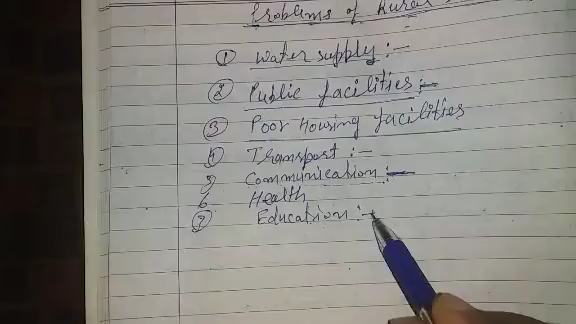 Problems of Rural
① Water supply :-
② Public facilities :-
③ Poor Housing facilities
4 Transport :-
5 Communication :-
6 Health
⑦ Education :-